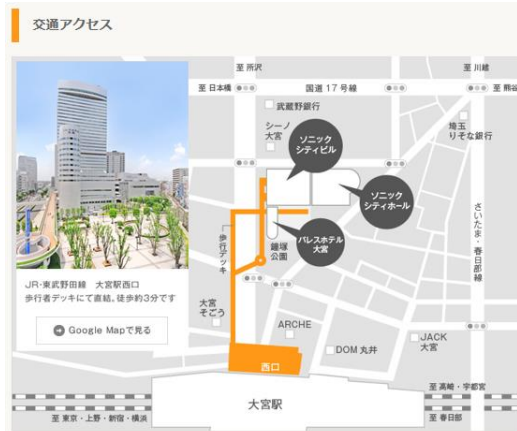 交通アクセス
至 所沢
至 川越
至 日本橋
国道17号線
至 熊谷
武蔵野銀行
シーノ
大宮
ソニック
シティビル
埼玉
りそな銀行
ソニック
シティホール
パレスホテル
大宮
鐘塚
公園
歩行デッキ
さいたま・春日部線
JR・東武野田線 大宮駅西口
歩行者デッキにて直結。徒歩約3分です
Google Mapで見る
大宮
そごう
ARCHE
DOM 丸井
JACK
大宮
西口
大宮駅
至 高崎・宇都宮
至 東京・上野・新宿・横浜
至 春日部